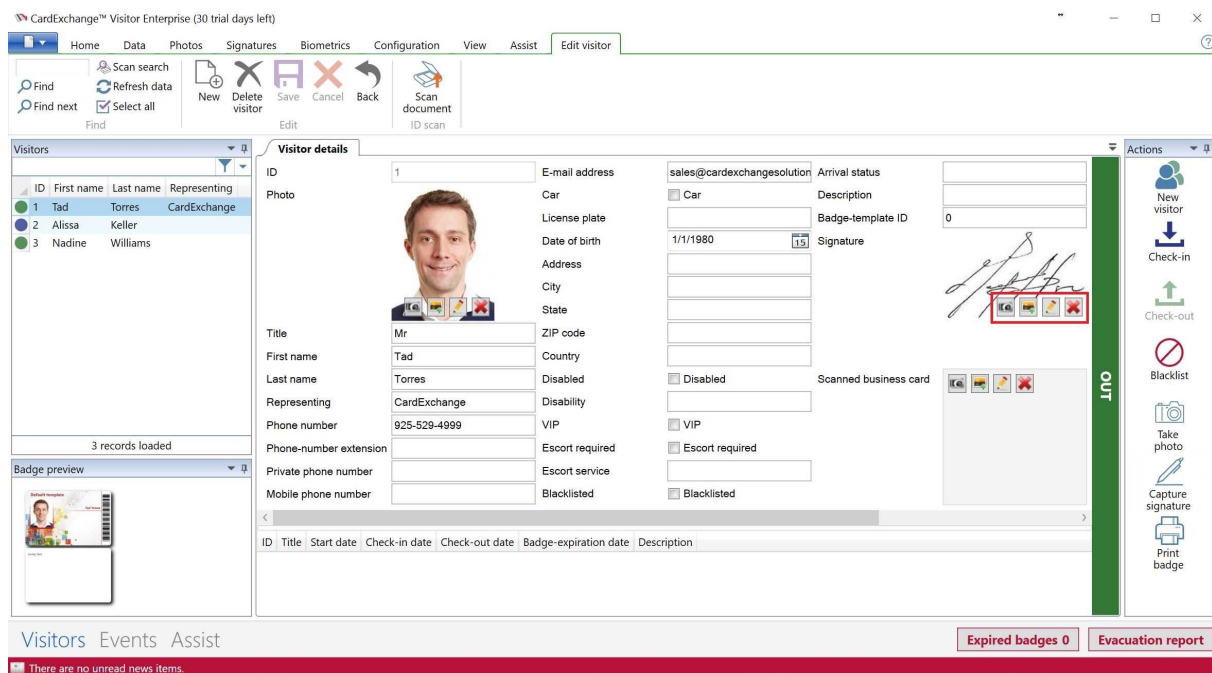 CardExchange™ Visitor Enterprise (30 trial days left)
Home Data Photos Signatures Biometrics Configuration View Assist Edit visitor
Find
Find next
Scan search
Refresh data
Select all
Find
New
Delete visitor
Save
Cancel
Back
Edit
Scan document
ID scan
Visitors
ID First name Last name Representing
1 Tad Torres CardExchange
2 Alissa Keller
3 Nadine Williams
3 records loaded
Badge preview
Default template
Visitor details
ID 1
Photo
Title Mr
First name Tad
Last name Torres
Representing CardExchange
Phone number 925-529-4999
Phone-number extension
Private phone number
Mobile phone number
E-mail address sales@cardexchangesolution
Car Car
License plate
Date of birth 1/1/1980 15
Address
City
State
ZIP code
Country
Disabled Disabled
Disability
VIP VIP
Escort required Escort required
Escort service
Blacklisted Blacklisted
Arrival status
Description
Badge-template ID 0
Signature
Scanned business card
OUT
ID Title Start date Check-in date Check-out date Badge-expiration date Description
Actions
New visitor
Check-in
Check-out
Blacklist
Take photo
Capture signature
Print badge
Visitors Events Assist
Expired badges 0
Evacuation report
There are no unread news items.